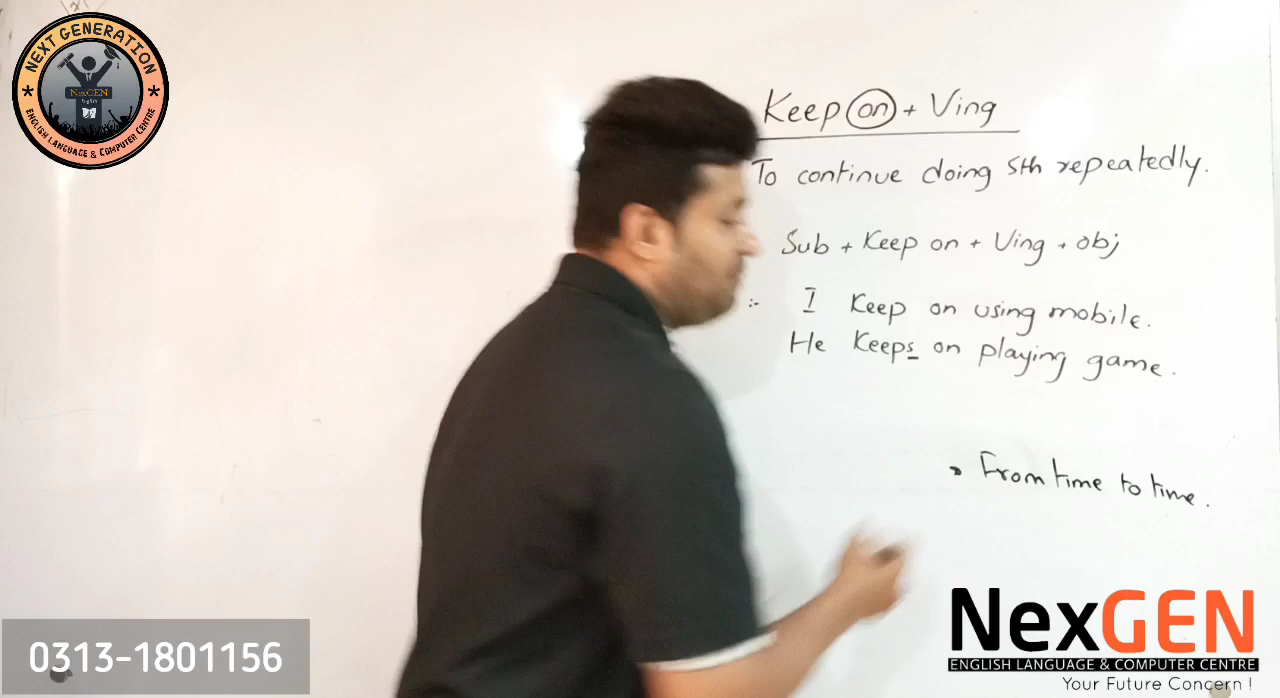 NEXT GENERATION
NexGEN
ENGLISH LANGUAGE & COMPUTER CENTRE
Keep on + Ving
To continue doing sth repeatedly.
Sub + Keep on + Ving + obj
:- I Keep on using mobile.
He Keeps on playing game.
From time to time.
0313-1801156
NexGEN
ENGLISH LANGUAGE & COMPUTER CENTRE
Your Future Concern !